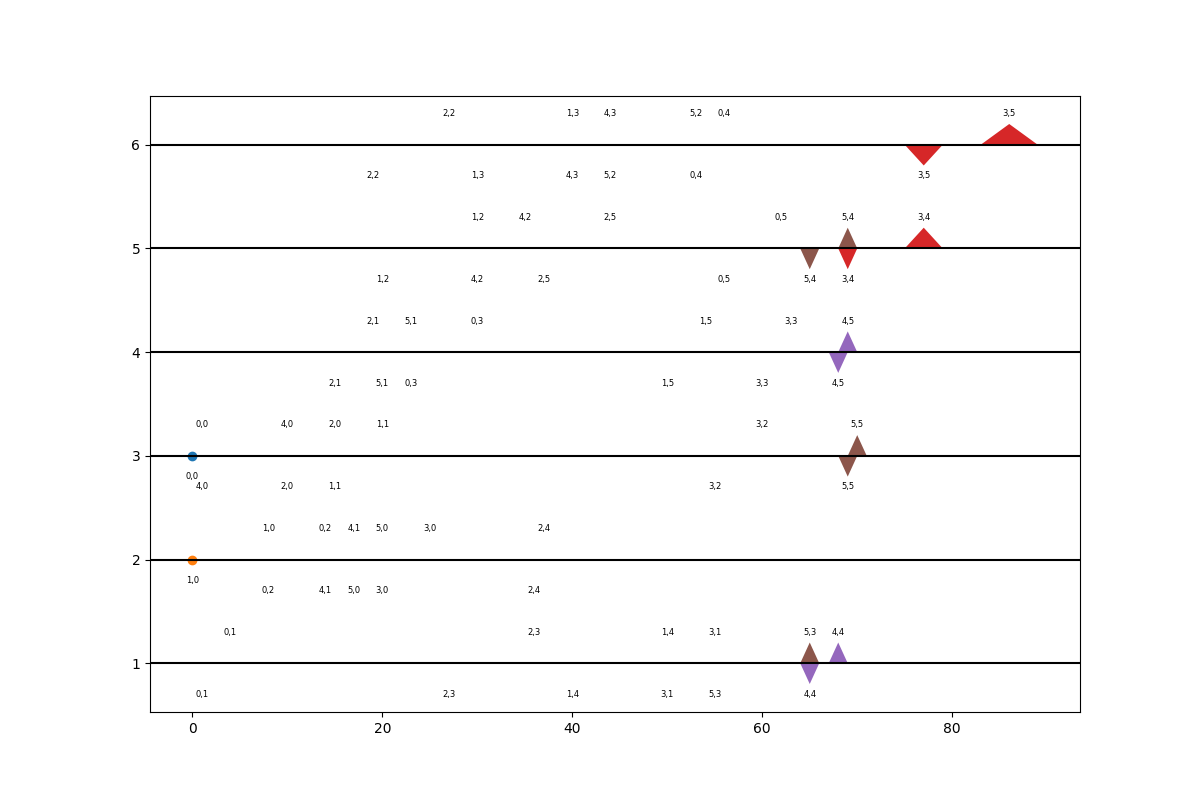 2,2 1,3 4,3 5,2 0,4 3,5
6
2,2 1,3 4,3 5,2 0,4 3,5
1,2 4,2 2,5 0,5 5,4 3,4
5
1,2 4,2 2,5 0,5 5,4 3,4
2,1 5,1 0,3 1,5 3,3 4,5
4
2,1 5,1 0,3 1,5 3,3 4,5
0,0 4,0 2,0 1,1 3,2 5,5
3
0,0
4,0 2,0 1,1 3,2 5,5
1,0 0,2 4,1 5,0 3,0 2,4
2
1,0
0,2 4,1 5,0 3,0 2,4
0,1 2,3 1,4 3,1 5,3 4,4
1
0,1 2,3 1,4 3,1 5,3 4,4
0 20 40 60 80